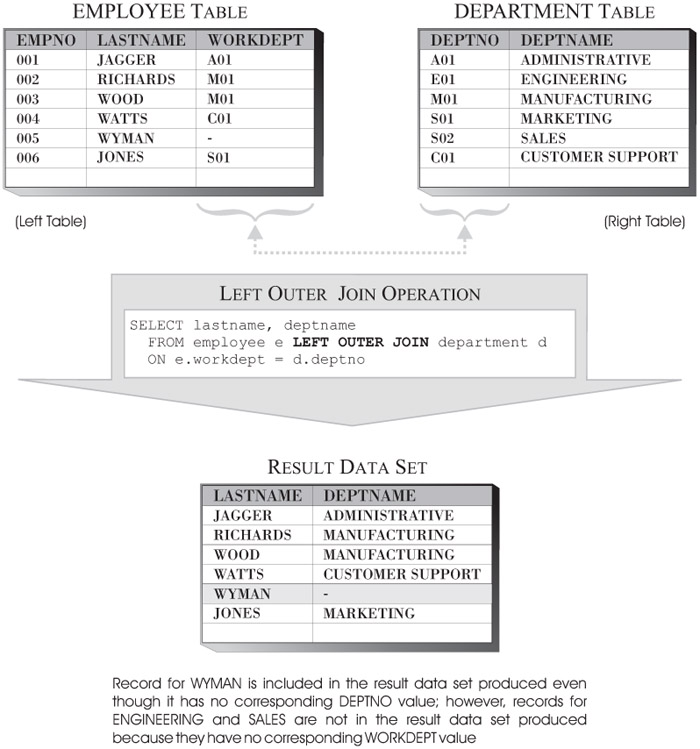 EMPLOYEE TABLE
EMPNO LASTNAME WORKDEPT
001 JAGGER A01
002 RICHARDS M01
003 WOOD M01
004 WATTS C01
005 WYMAN -
006 JONES S01
(Left Table)
DEPARTMENT TABLE
DEPTNO DEPTNAME
A01 ADMINISTRATIVE
E01 ENGINEERING
M01 MANUFACTURING
S01 MARKETING
S02 SALES
C01 CUSTOMER SUPPORT
(Right Table)
LEFT OUTER JOIN OPERATION
SELECT lastname, deptname
FROM employee e LEFT OUTER JOIN department d
ON e.workdept = d.deptno
RESULT DATA SET
LASTNAME DEPTNAME
JAGGER ADMINISTRATIVE
RICHARDS MANUFACTURING
WOOD MANUFACTURING
WATTS CUSTOMER SUPPORT
WYMAN -
JONES MARKETING
Record for WYMAN is included in the result data set produced even
though it has no corresponding DEPTNO value; however, records for
ENGINEERING and SALES are not in the result data set produced
because they have no corresponding WORKDEPT value